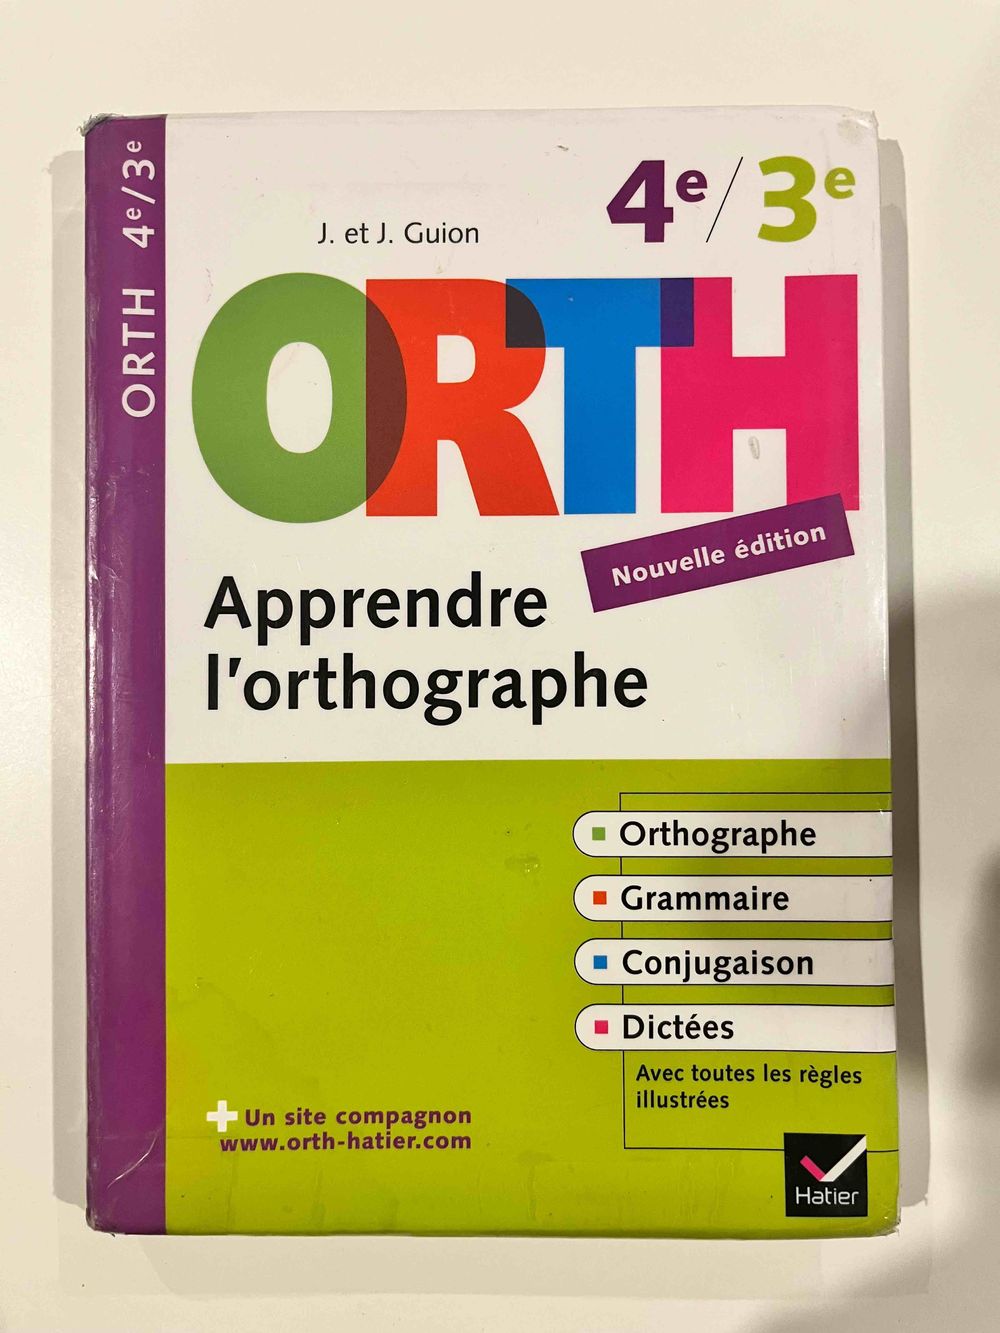 ORTH 4e/3e
4e/3e
J. et J. Guion
ORTH
Nouvelle édition
Apprendre
l'orthographe
Orthographe
Grammaire
Conjugaison
Dictées
Avec toutes les règles
illustrées
+ Un site compagnon
www.orth-hatier.com
Hatier